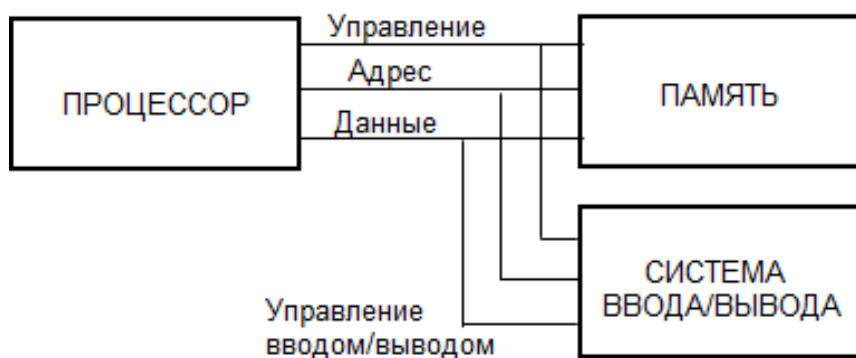 Управление
Адрес
Данные
ПРОЦЕССОР
ПАМЯТЬ
СИСТЕМА
ВВОДА/ВЫВОДА
Управление
вводом/выводом